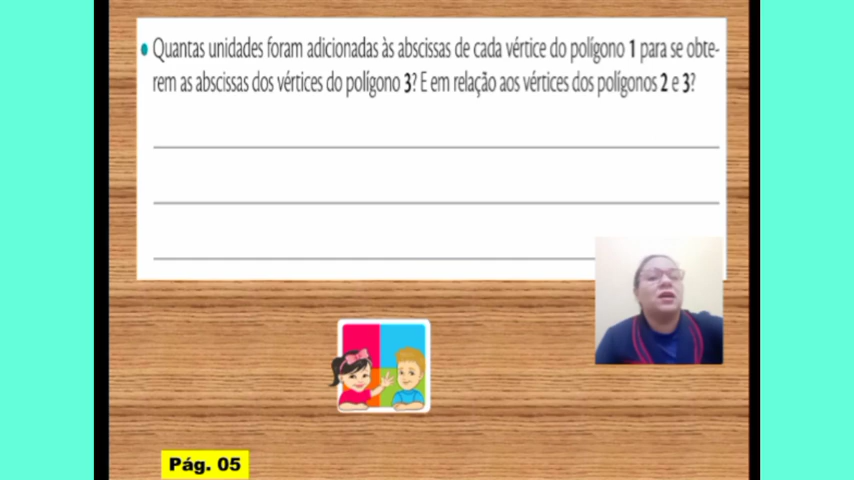 • Quantas unidades foram adicionadas às abscissas de cada vértice do polígono 1 para se obte-
rem as abscissas dos vértices do polígono 3? E em relação aos vértices dos polígonos 2 e 3?
Pág. 05